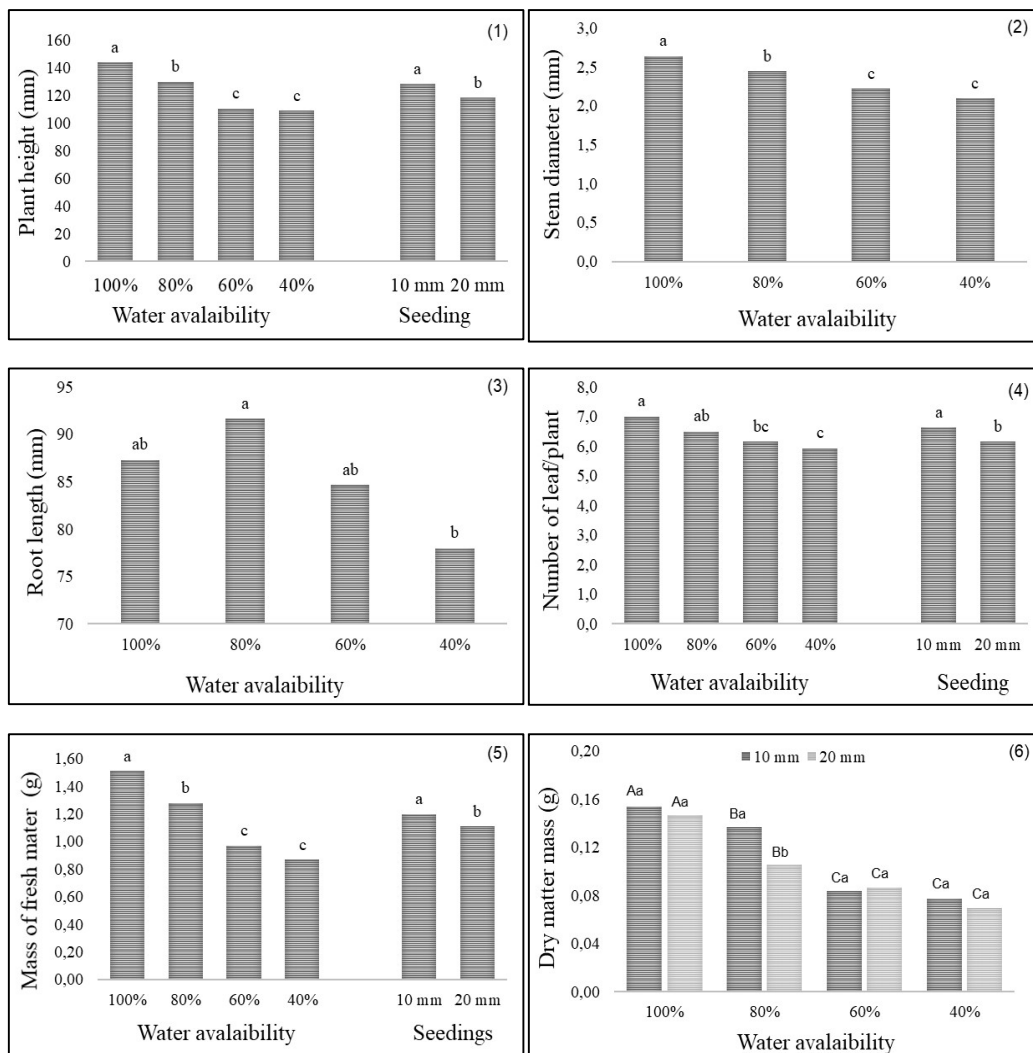 (1)
Plant height (mm)
160
140
120
100
80
60
40
20
0
a
b
c
c
a
b
100% 80% 60% 40% 10 mm 20 mm
Water avalaibility Seeding
(2)
Stem diameter (mm)
3,0
2,5
2,0
1,5
1,0
0,5
0,0
a
b
c
c
100% 80% 60% 40%
Water avalaibility
(3)
Root length (mm)
95
90
85
80
75
70
ab
a
ab
b
100% 80% 60% 40%
Water avalaibility
(4)
Number of leaf/plant
8,0
7,0
6,0
5,0
4,0
3,0
2,0
1,0
0,0
a
ab
bc
c
a
b
100% 80% 60% 40% 10 mm 20 mm
Water avalaibility Seeding
(5)
Mass of fresh mater (g)
1,60
1,40
1,20
1,00
0,80
0,60
0,40
0,20
0,00
a
b
c
c
a
b
100% 80% 60% 40% 10 mm 20 mm
Water avalaibility Seedings
(6)
Dry matter mass (g)
10 mm 20 mm
0,20
0,16
0,12
0,08
0,04
0,00
Aa Aa
Ba Bb
Ca Ca
Ca Ca
100% 80% 60% 40%
Water avalaibility